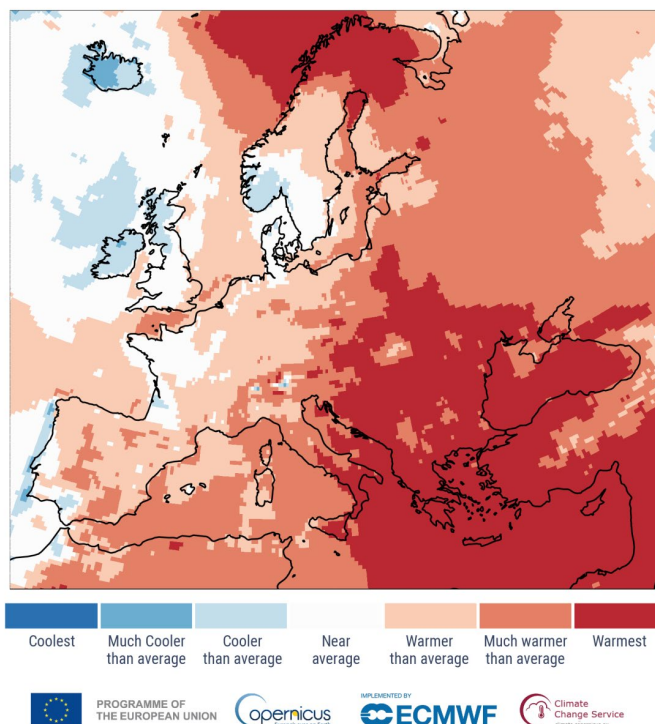 Coolest
Much Cooler
than average
Cooler
than average
Near
average
Warmer
than average
Much warmer
than average
Warmest
PROGRAMME OF
THE EUROPEAN UNION
opernicus
IMPLEMENTED BY
ECMWF
Climate
Change Service